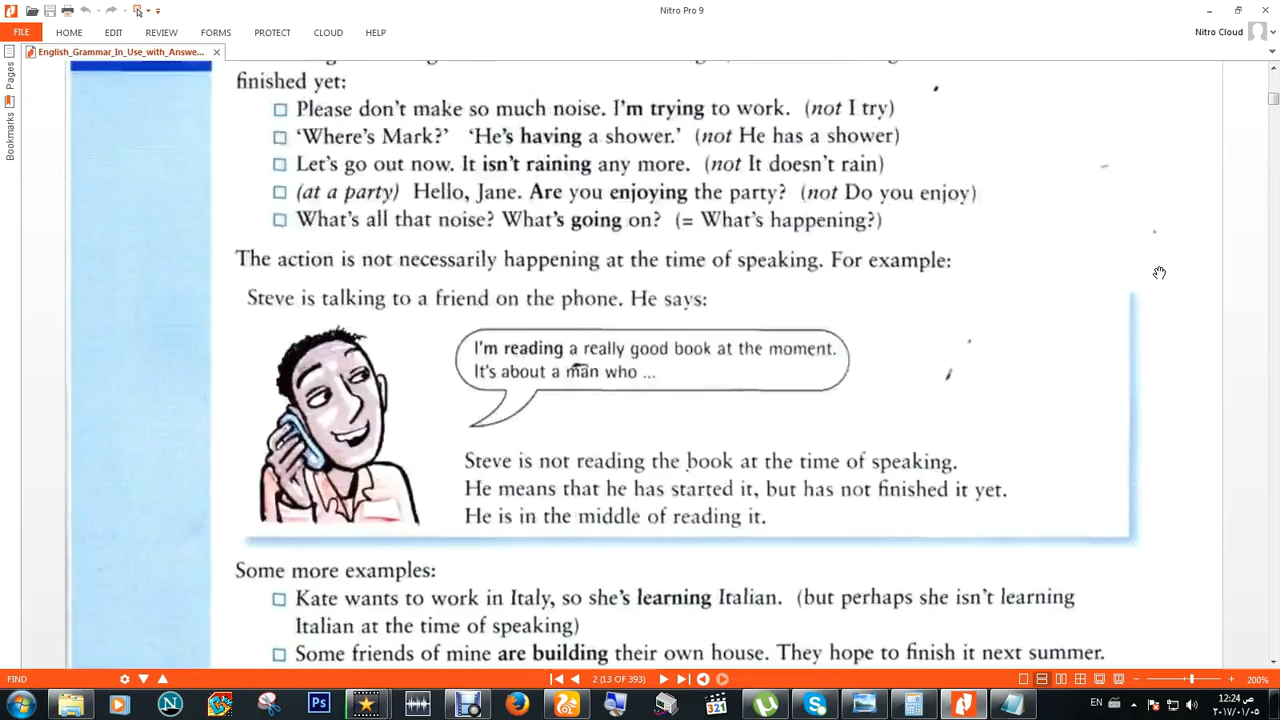 Nitro Pro 9
FILE HOME EDIT REVIEW FORMS PROTECT CLOUD HELP Nitro Cloud
English_Grammar_In_Use_with_Answe...
Pages
Bookmarks
finished yet:
Please don't make so much noise. I'm trying to work. (not I try)
'Where's Mark?' 'He's having a shower.' (not He has a shower)
Let's go out now. It isn't raining any more. (not It doesn't rain)
(at a party) Hello, Jane. Are you enjoying the party? (not Do you enjoy)
What's all that noise? What's going on? (= What's happening?)
The action is not necessarily happening at the time of speaking. For example:
Steve is talking to a friend on the phone. He says:
I'm reading a really good book at the moment.
It's about a man who ...
Steve is not reading the book at the time of speaking.
He means that he has started it, but has not finished it yet.
He is in the middle of reading it.
Some more examples:
Kate wants to work in Italy, so she's learning Italian. (but perhaps she isn't learning
Italian at the time of speaking)
Some friends of mine are building their own house. They hope to finish it next summer.
FIND 2 (13 OF 393) 200%
Ps 321 EN 12:24 ص
٢٠١٧/٠١/٠٥